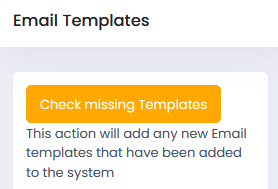 Email Templates
Check missing Templates
This action will add any new Email
templates that have been added
to the system